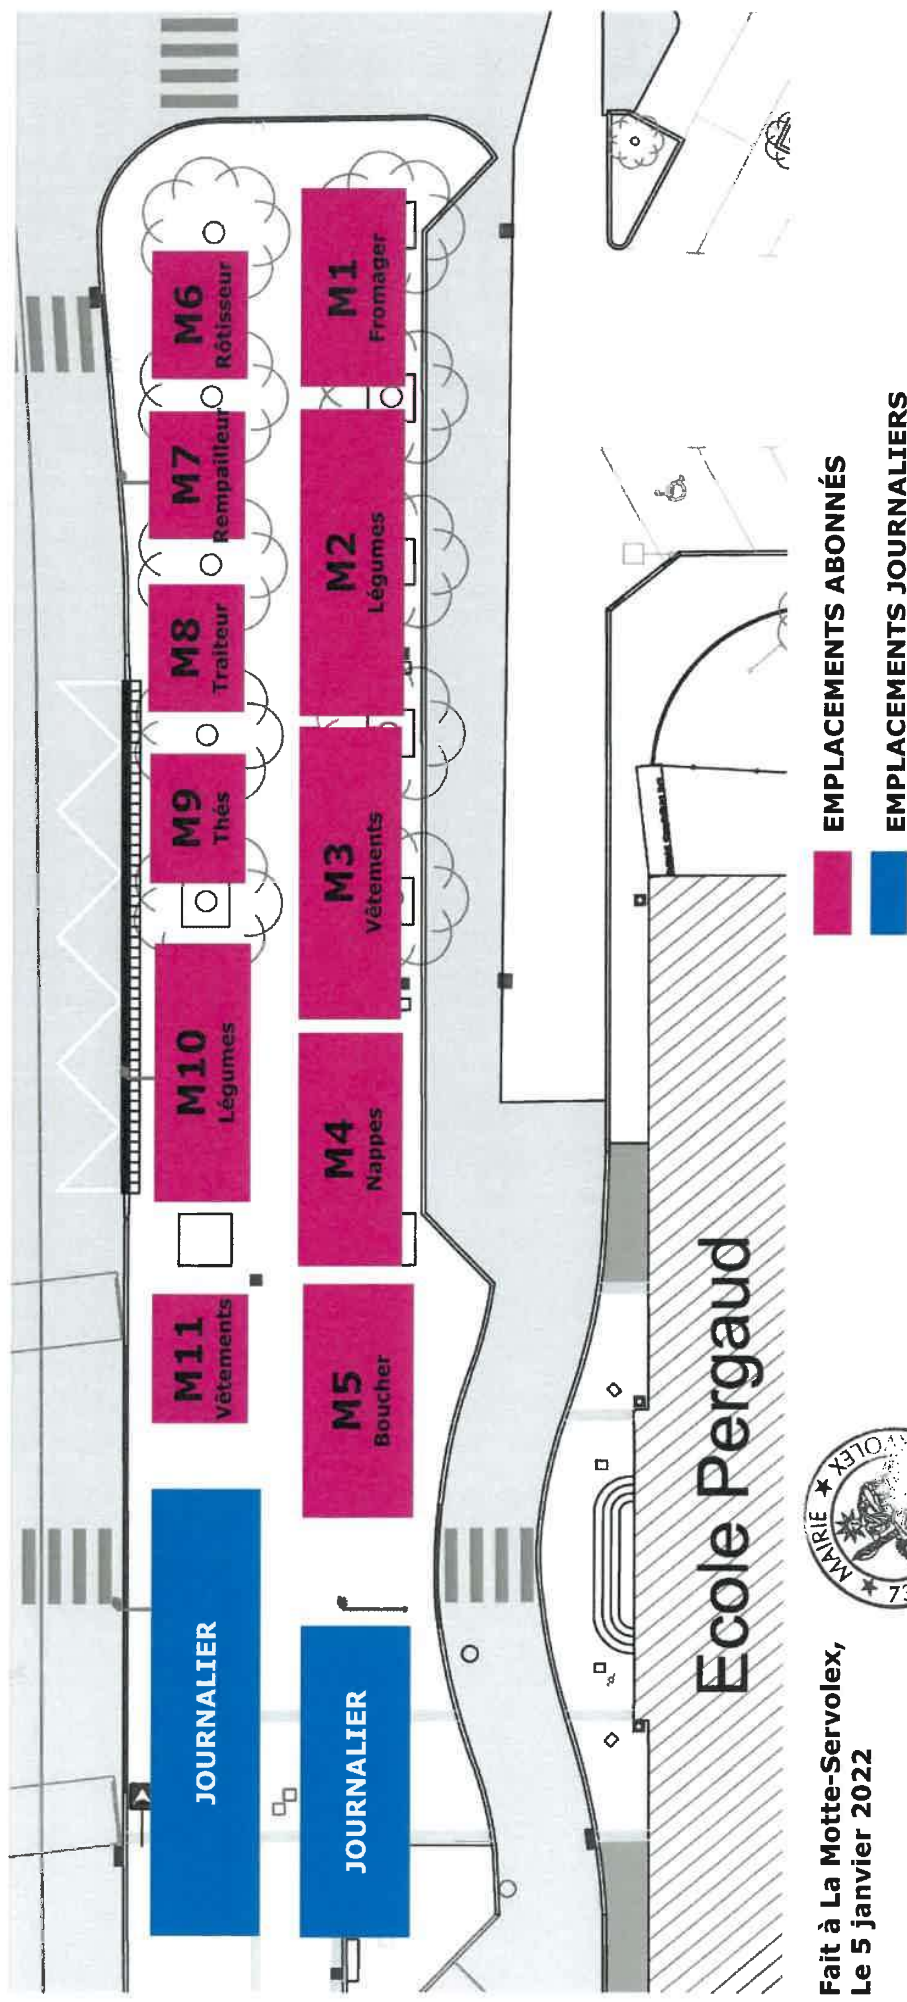 JOURNALIER
M11
Vêtements
M10
Légumes
M9
Thés
M8
Traiteur
M7
Rempailleur
M6
Rôtisseur
JOURNALIER
M5
Boucher
M4
Nappes
M3
Vêtements
M2
Légumes
M1
Fromager
Ecole Pergaud
EMPLACEMENTS ABONNÉS
EMPLACEMENTS JOURNALIERS
Fait à La Motte-Servolex,
Le 5 janvier 2022
MAIRIE
73